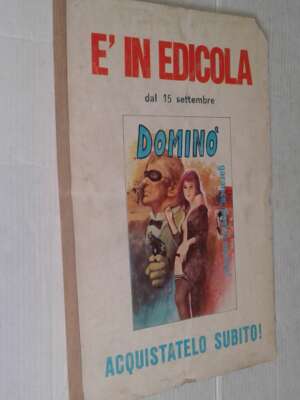 E' IN EDICOLA
dal 15 settembre
DOMINO'
ACQUISTATELO SUBITO!